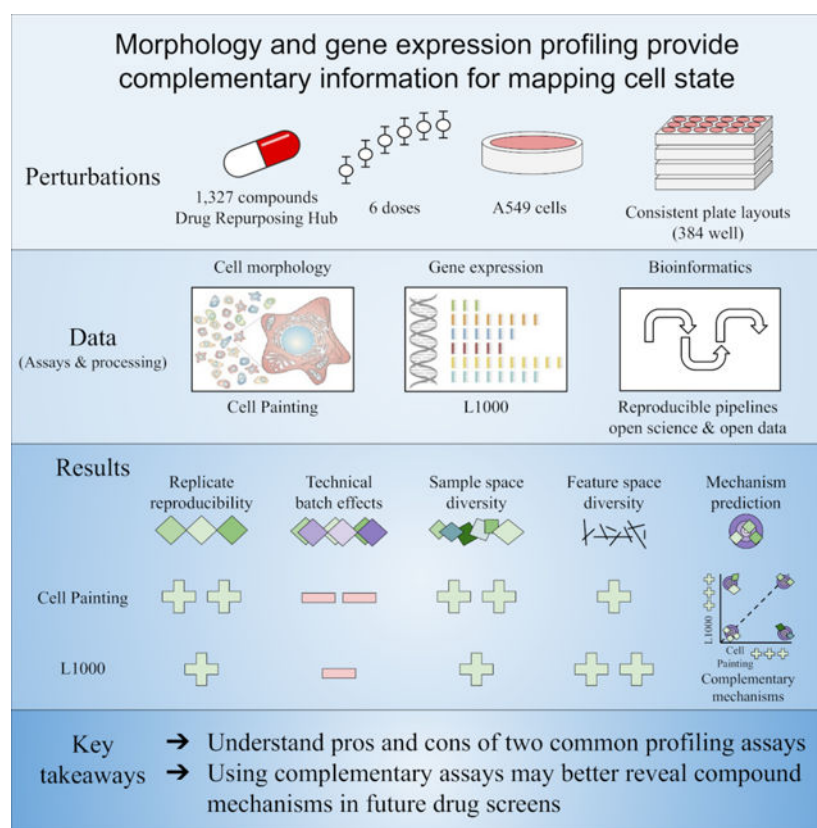 Morphology and gene expression profiling provide
complementary information for mapping cell state
Perturbations
1,327 compounds
Drug Repurposing Hub
6 doses
A549 cells
Consistent plate layouts
(384 well)
Data
(Assays & processing)
Cell morphology
Cell Painting
Gene expression
L1000
Bioinformatics
Reproducible pipelines
open science & open data
Results
Replicate
reproducibility
Technical
batch effects
Sample space
diversity
Feature space
diversity
Mechanism
prediction
Cell Painting
L1000
L1000
Cell
Painting
Complementary
mechanisms
Key
takeaways
➔ Understand pros and cons of two common profiling assays
➔ Using complementary assays may better reveal compound
mechanisms in future drug screens